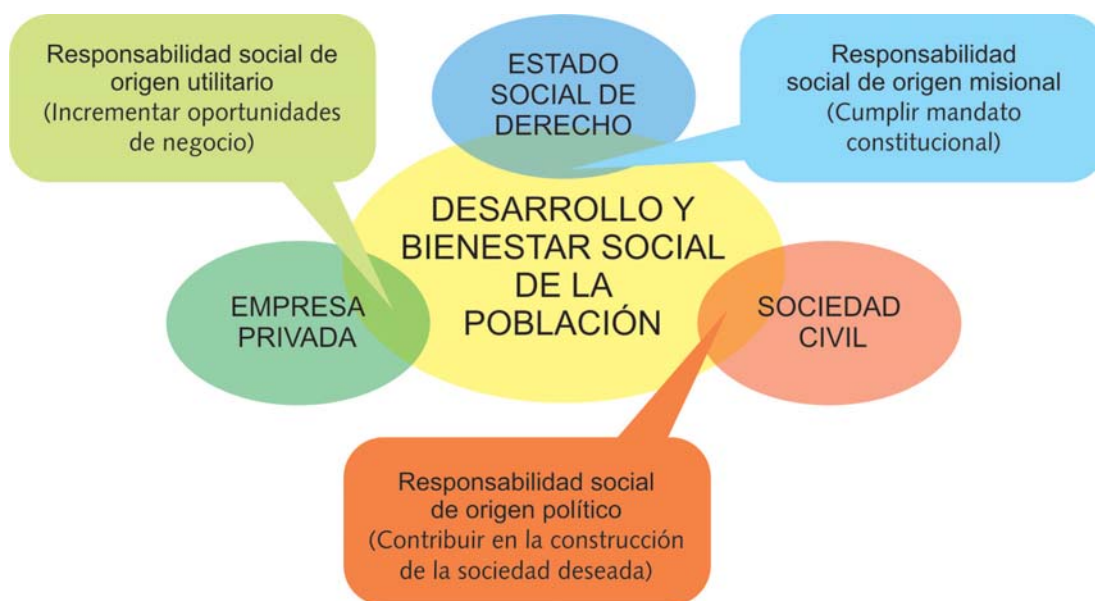 Responsabilidad social de
origen utilitario
(Incrementar oportunidades
de negocio)
ESTADO
SOCIAL DE
DERECHO
Responsabilidad
social de origen misional
(Cumplir mandato
constitucional)
DESARROLLO Y
BIENESTAR SOCIAL
DE LA
POBLACIÓN
EMPRESA
PRIVADA
SOCIEDAD
CIVIL
Responsabilidad social
de origen político
(Contribuir en la construcción
de la sociedad deseada)